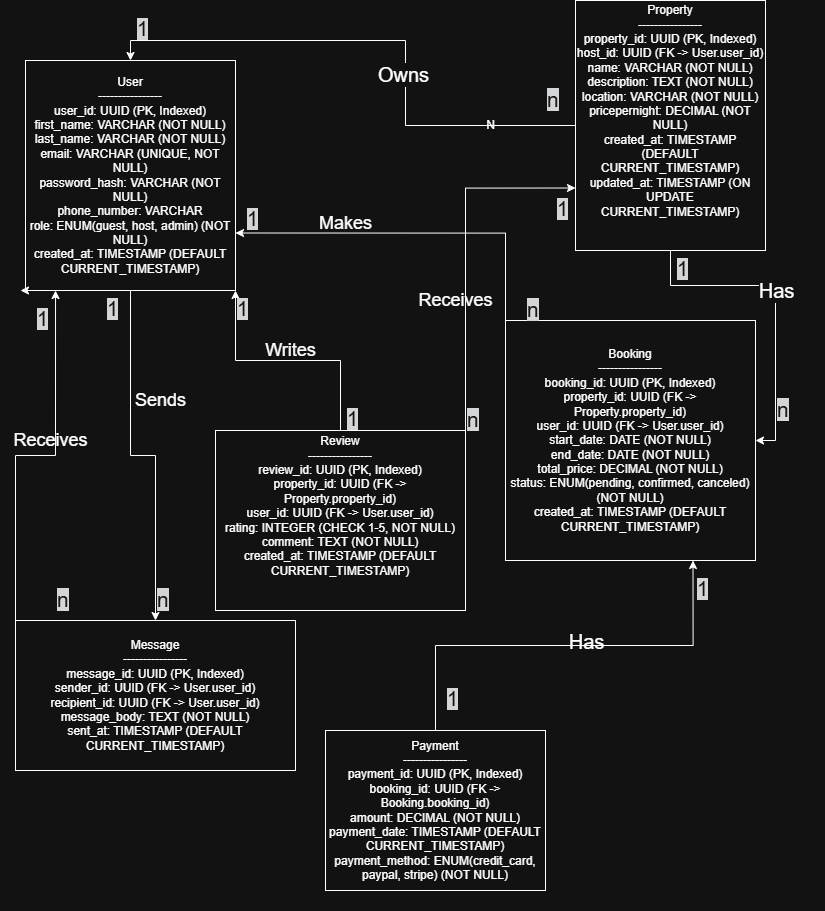 Property
----------------
property_id: UUID (PK, Indexed)
host_id: UUID (FK -> User.user_id)
name: VARCHAR (NOT NULL)
description: TEXT (NOT NULL)
location: VARCHAR (NOT NULL)
pricepernight: DECIMAL (NOT
NULL)
created_at: TIMESTAMP
(DEFAULT
CURRENT_TIMESTAMP)
updated_at: TIMESTAMP (ON
UPDATE
CURRENT_TIMESTAMP)
1
Owns
n
N
User
----------------
user_id: UUID (PK, Indexed)
first_name: VARCHAR (NOT NULL)
last_name: VARCHAR (NOT NULL)
email: VARCHAR (UNIQUE, NOT
NULL)
password_hash: VARCHAR (NOT
NULL)
phone_number: VARCHAR
role: ENUM(guest, host, admin) (NOT
NULL)
created_at: TIMESTAMP (DEFAULT
CURRENT_TIMESTAMP)
1
Makes
1
1
Has
Receives
n
1
1
1
Writes
Sends
Receives
1
n
n
Booking
----------------
booking_id: UUID (PK, Indexed)
property_id: UUID (FK ->
Property.property_id)
user_id: UUID (FK -> User.user_id)
start_date: DATE (NOT NULL)
end_date: DATE (NOT NULL)
total_price: DECIMAL (NOT NULL)
status: ENUM(pending, confirmed, canceled)
(NOT NULL)
created_at: TIMESTAMP (DEFAULT
CURRENT_TIMESTAMP)
Review
----------------
review_id: UUID (PK, Indexed)
property_id: UUID (FK ->
Property.property_id)
user_id: UUID (FK -> User.user_id)
rating: INTEGER (CHECK 1-5, NOT NULL)
comment: TEXT (NOT NULL)
created_at: TIMESTAMP (DEFAULT
CURRENT_TIMESTAMP)
n
n
1
Has
1
Message
----------------
message_id: UUID (PK, Indexed)
sender_id: UUID (FK -> User.user_id)
recipient_id: UUID (FK -> User.user_id)
message_body: TEXT (NOT NULL)
sent_at: TIMESTAMP (DEFAULT
CURRENT_TIMESTAMP)
Payment
----------------
payment_id: UUID (PK, Indexed)
booking_id: UUID (FK ->
Booking.booking_id)
amount: DECIMAL (NOT NULL)
payment_date: TIMESTAMP (DEFAULT
CURRENT_TIMESTAMP)
payment_method: ENUM(credit_card,
paypal, stripe) (NOT NULL)